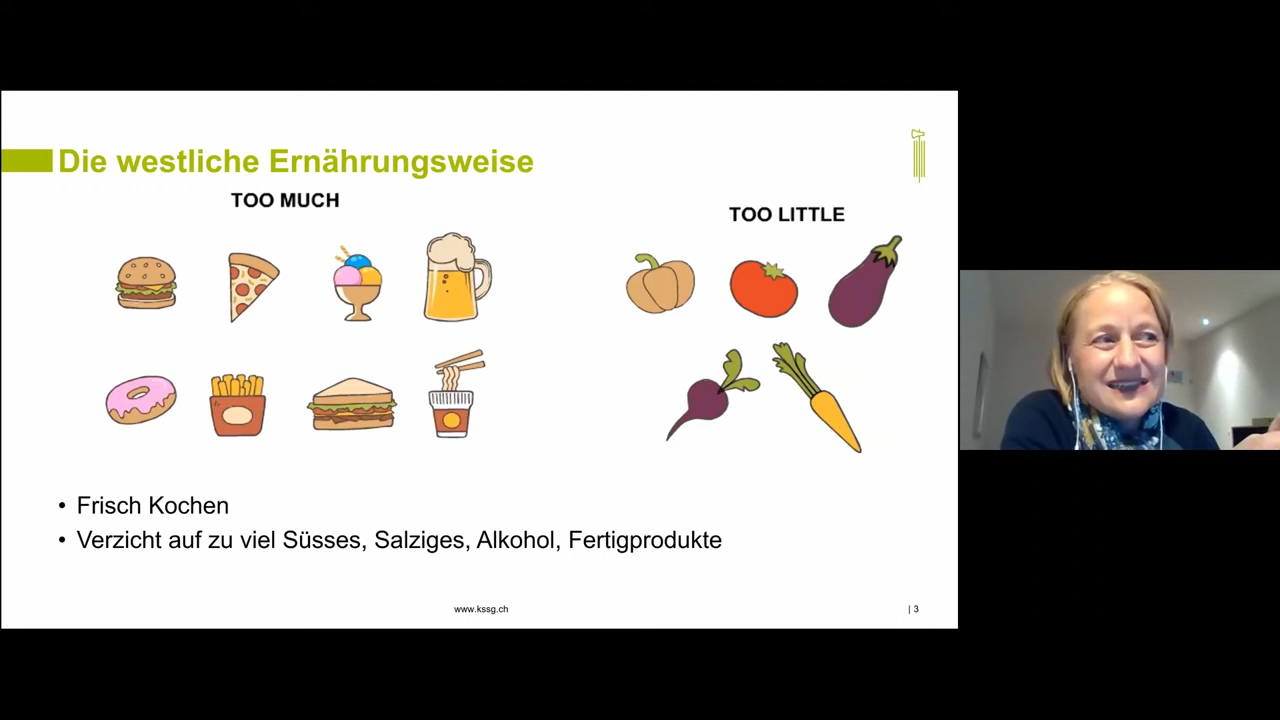 Die westliche Ernährungsweise
TOO MUCH
TOO LITTLE
• Frisch Kochen
• Verzicht auf zu viel Süsses, Salziges, Alkohol, Fertigprodukte
www.kssg.ch
| 3